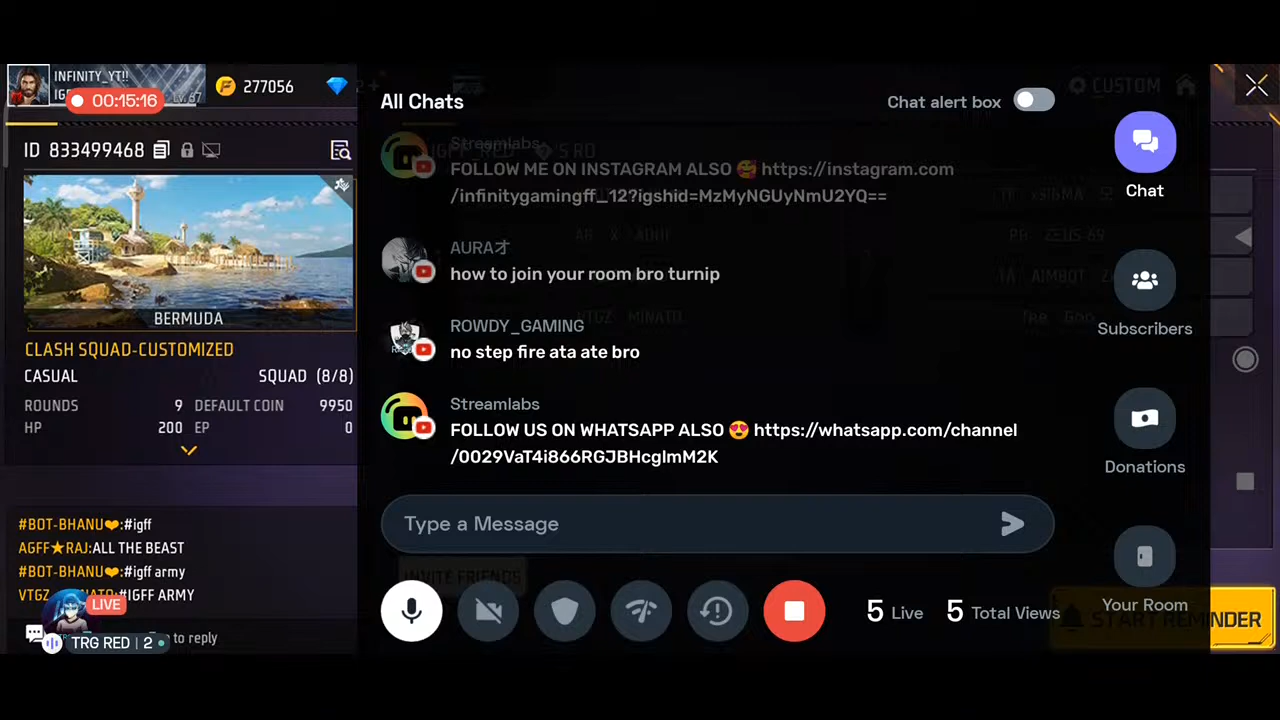 INFINITY_YT!!
00:15:16
277056
ID 833499468
BERMUDA
CLASH SQUAD-CUSTOMIZED
CASUAL SQUAD (8/8)
ROUNDS 9 DEFAULT COIN 9950
HP 200 EP 0
#BOT-BHANU❤:#igff
AGFF★RAJ:ALL THE BEAST
#BOT-BHANU❤:#igff army
#IGFF ARMY
LIVE
to reply
TRG RED | 2
All Chats
Chat alert box
CUSTOM
Streamlabs
FOLLOW ME ON INSTAGRAM ALSO 🥰 https://instagram.com
/infinitygamingff_12?igshid=MzMyNGUyNmU2YQ==
AURAオ
how to join your room bro turnip
ROWDY_GAMING
no step fire ata ate bro
Streamlabs
FOLLOW US ON WHATSAPP ALSO 😍 https://whatsapp.com/channel
/0029VaT4i866RGJBHcgImM2K
Type a Message
INVITE FRIENDS
5 Live 5 Total Views
Chat
Subscribers
Donations
Your Room
START REMINDER